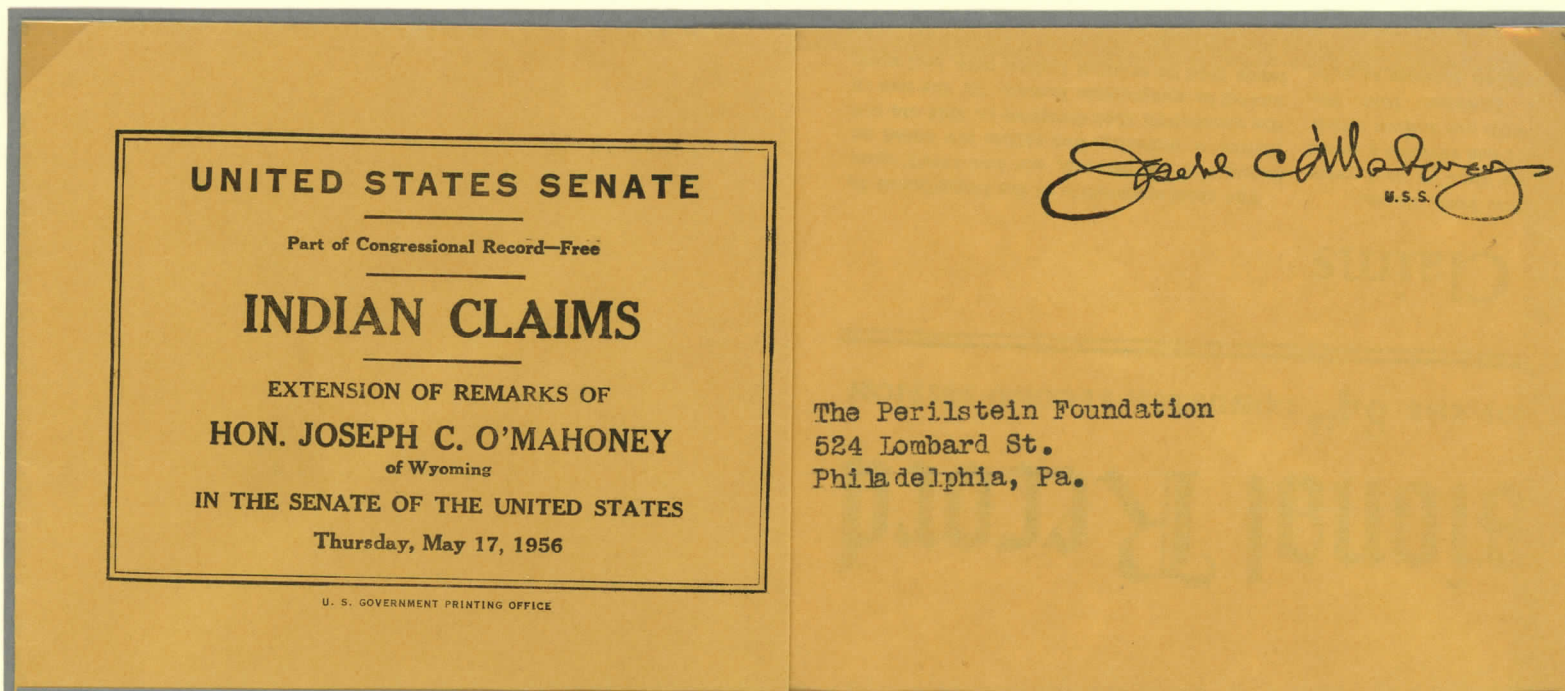 UNITED STATES SENATE
Part of Congressional Record—Free
INDIAN CLAIMS
EXTENSION OF REMARKS OF
HON. JOSEPH C. O'MAHONEY
of Wyoming
IN THE SENATE OF THE UNITED STATES
Thursday, May 17, 1956
U. S. GOVERNMENT PRINTING OFFICE
Joseph C O'Mahoney
U.S.S.
The Perilstein Foundation
524 Lombard St.
Philadelphia, Pa.